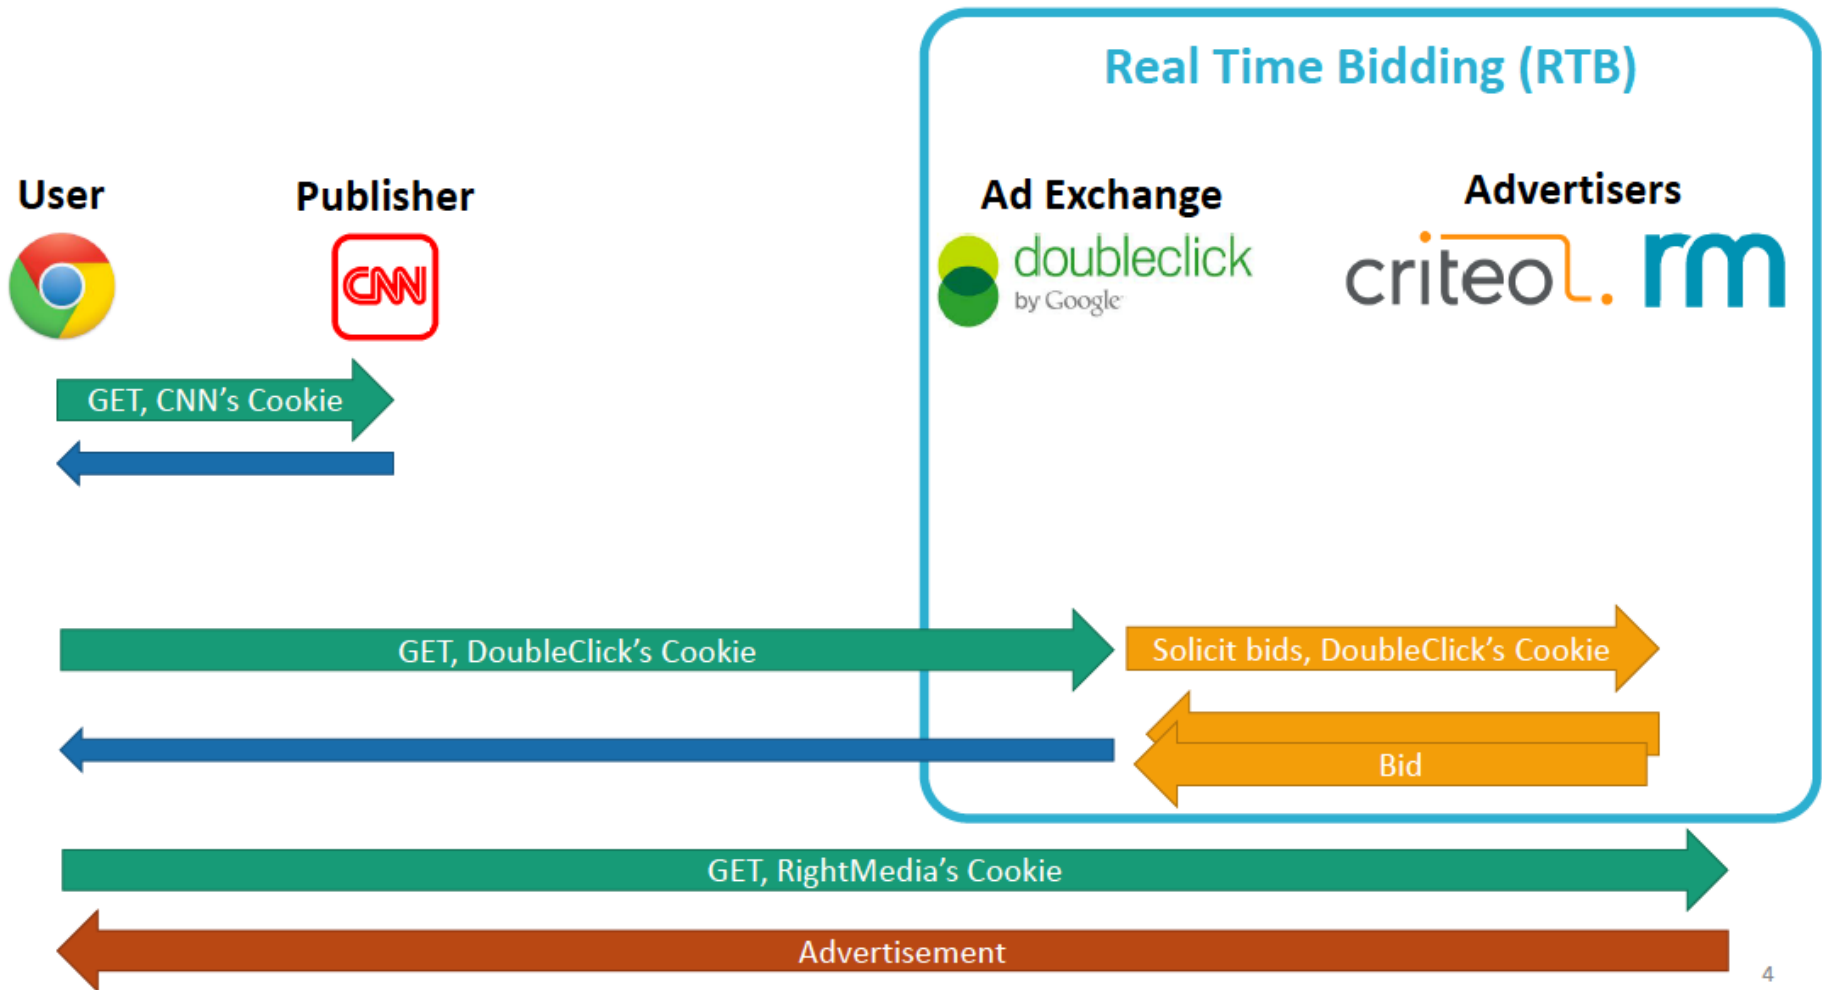 Real Time Bidding (RTB)
User
Publisher
Ad Exchange
Advertisers
CNN
doubleclick
by Google
criteo
rm
GET, CNN’s Cookie
GET, DoubleClick’s Cookie
Solicit bids, DoubleClick’s Cookie
Bid
GET, RightMedia’s Cookie
Advertisement
4